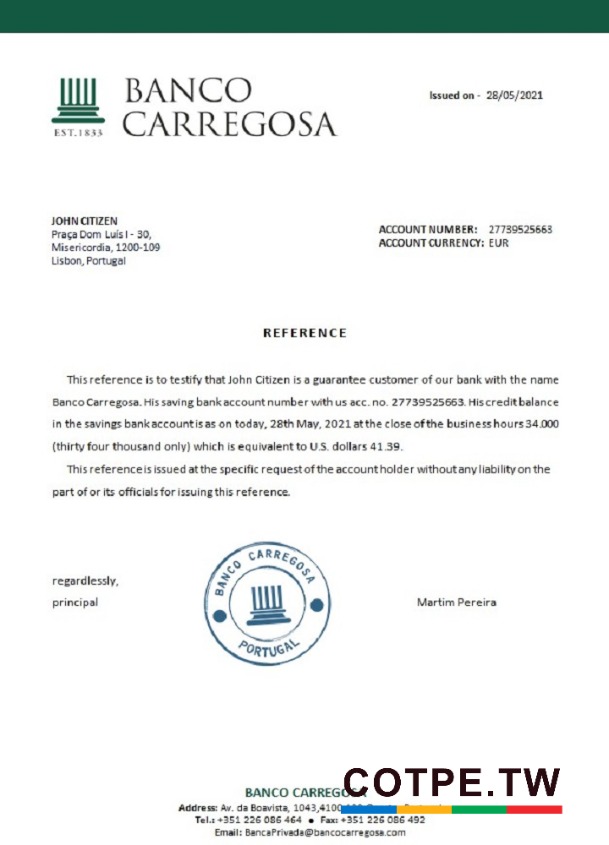 BANCO
CARREGOSA
EST.1833
Issued on - 28/05/2021
JOHN CITIZEN
Praça Dom Luís I - 30,
Misericordia, 1200-109
Lisbon, Portugal
ACCOUNT NUMBER: 27739525663
ACCOUNT CURRENCY: EUR
REFERENCE
This reference is to testify that John Citizen is a guarantee customer of our bank with the name
Banco Carregosa. His saving bank account number with us acc. no. 27739525663. His credit balance
in the savings bank account is as on today, 28th May, 2021 at the close of the business hours 34.000
(thirty four thousand only) which is equivalent to U.S. dollars 41.39.
This reference is issued at the specific request of the account holder without any liability on the
part of or its officials for issuing this reference.
regardlessly,
principal
BANCO CARREGOSA
PORTUGAL
Martim Pereira
BANCO CARREGOSA
COTPE.TW
Address: Av. da Boavista, 1043,4100
Tel.: +351 226 086 464 ● Fax: +351 226 086 492
Email: BancaPrivada@bancocarregosa.com